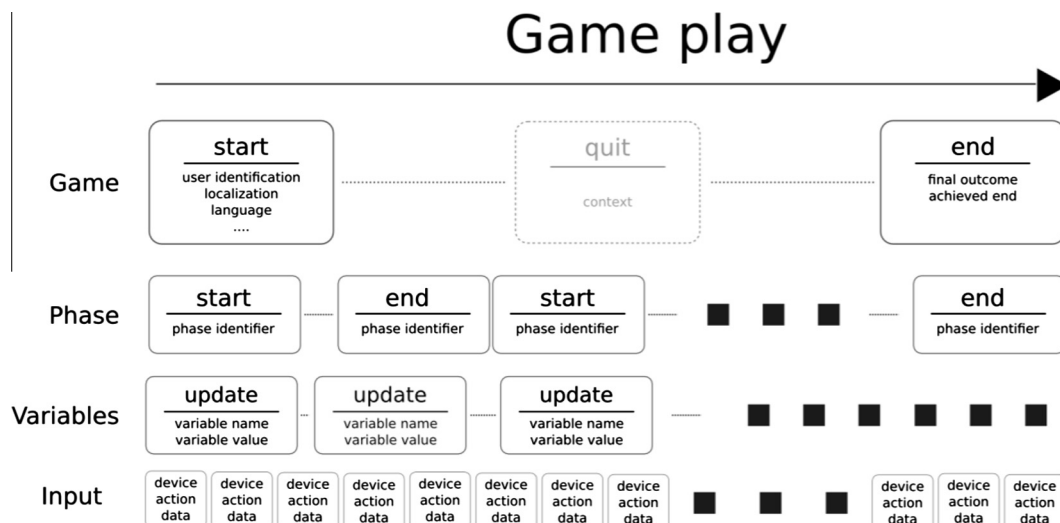 Game play
Game
start
user identification
localization
language
....
quit
context
end
final outcome
achieved end
Phase
start
phase identifier
end
phase identifier
start
phase identifier
end
phase identifier
Variables
update
variable name
variable value
update
variable name
variable value
update
variable name
variable value
Input
device
action
data
device
action
data
device
action
data
device
action
data
device
action
data
device
action
data
device
action
data
device
action
data
device
action
data
device
action
data
device
action
data